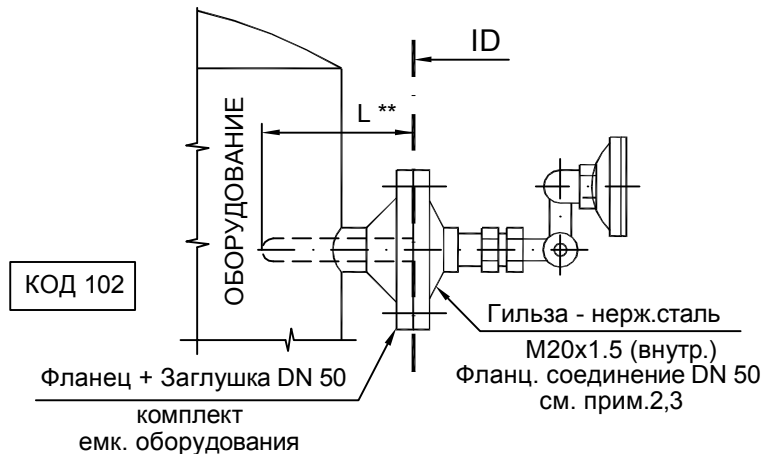 ID
L **
ОБОРУДОВАНИЕ
КОД 102
Гильза - нерж.сталь
М20х1.5 (внутр.)
Фланц. соединение DN 50
см. прим.2,3
Фланец + Заглушка DN 50
комплект
емк. оборудования